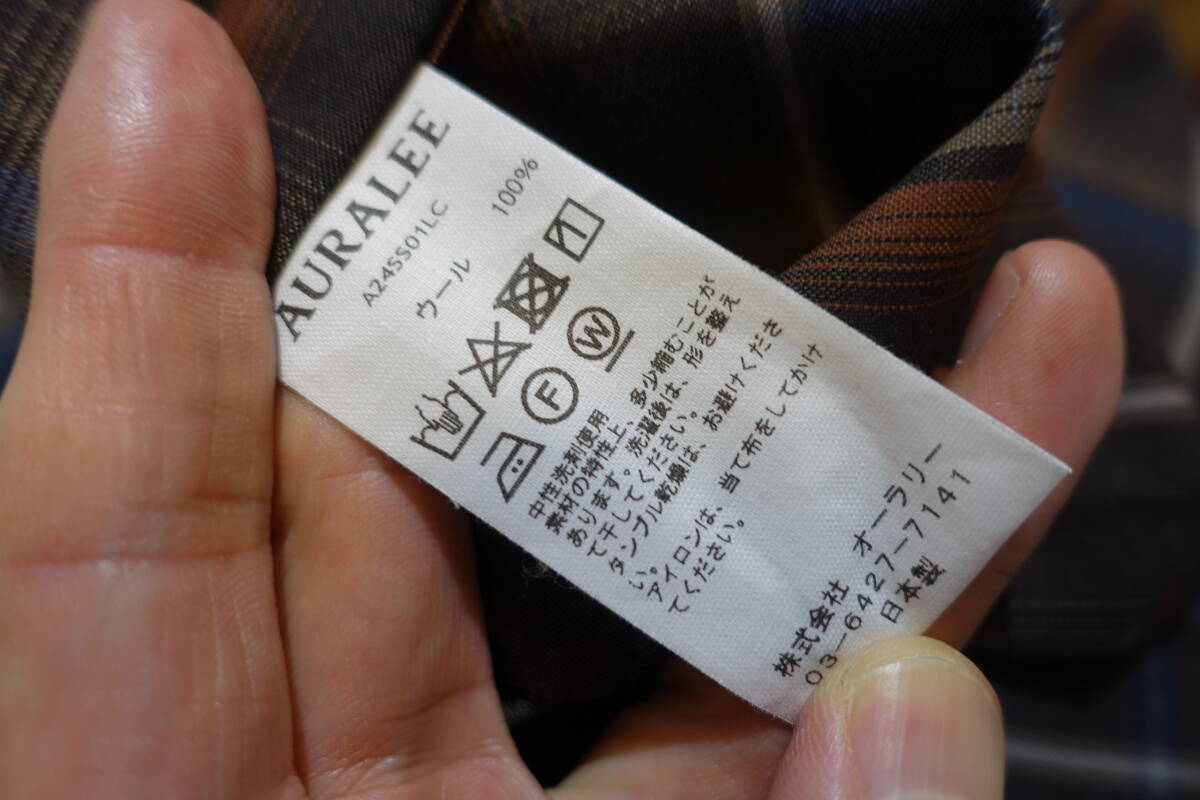 AURALEE
A24SS01LC
ウール 100%
F W
中性洗剤使用
素材の特性上、多少縮むことが
あります。洗濯後は、形を整え
て干してください。
タンブル乾燥は、お避けくださ
い。
アイロンは、当て布をしてかけ
てください。
株式会社 オーラリー
03-6427-7141
日本製